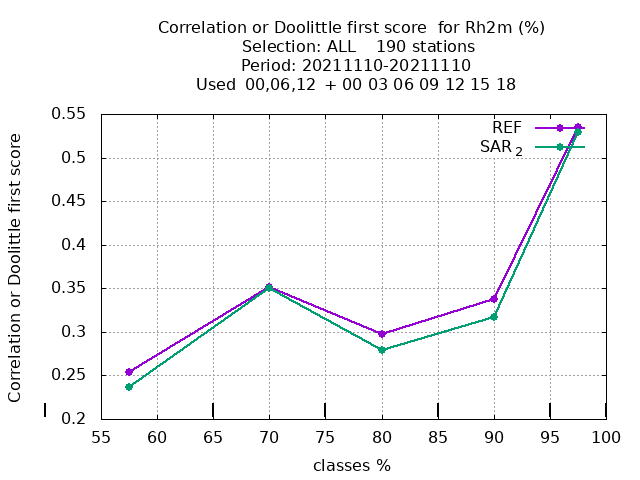 Correlation or Doolittle first score  for Rh2m (%)
Selection: ALL    190 stations
Period: 20211110-20211110
Used  00,06,12  + 00 03 06 09 12 15 18
Correlation or Doolittle first score
0.55
0.5
0.45
0.4
0.35
0.3
0.25
0.2
REF
SAR 2
55 60 65 70 75 80 85 90 95 100
classes %